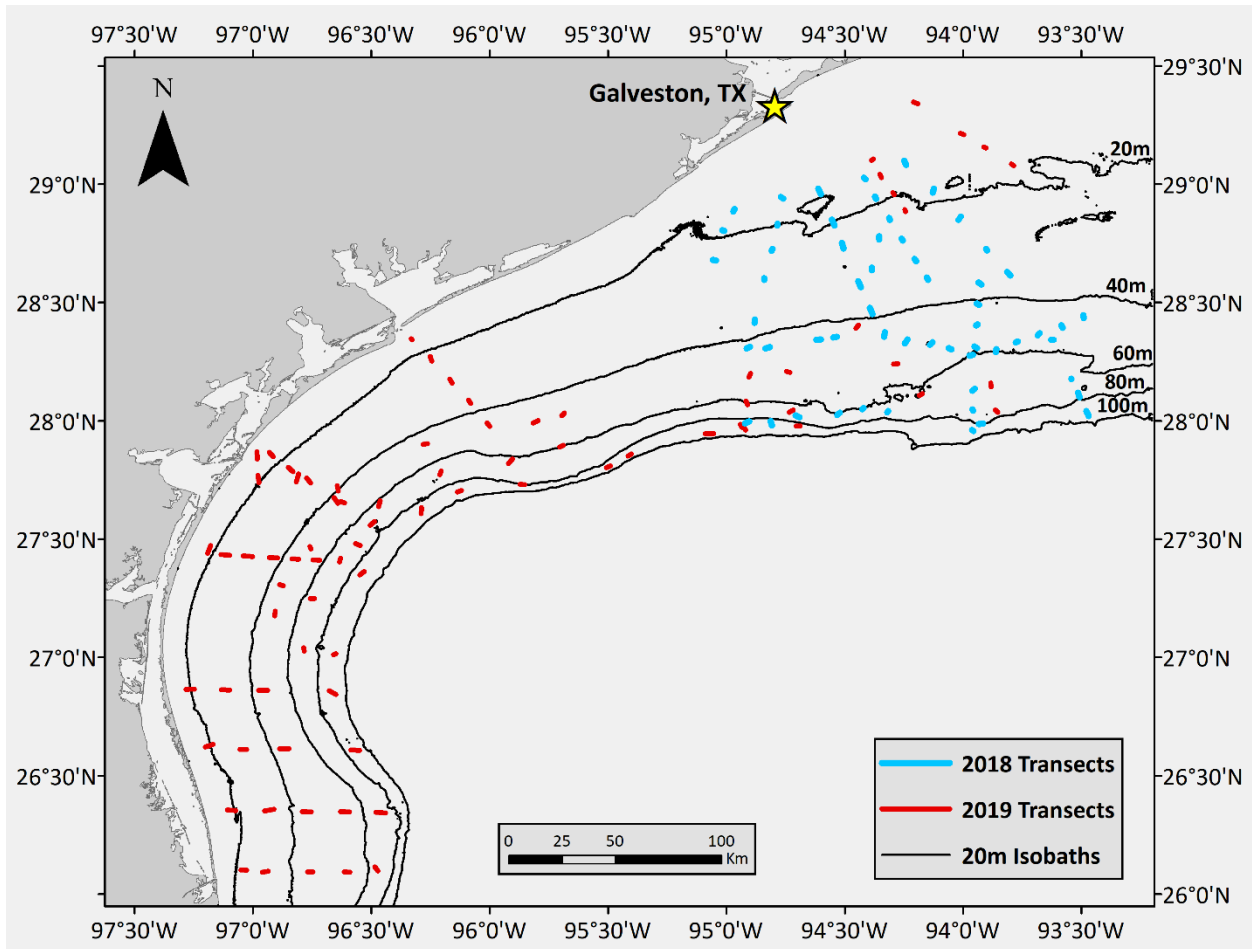 97°30'W 97°0'W 96°30'W 96°0'W 95°30'W 95°0'W 94°30'W 94°0'W 93°30'W
29°30'N
N
Galveston, TX
20m
29°0'N 29°0'N
28°30'N 40m 28°30'N
60m
80m
28°0'N 100m 28°0'N
27°30'N 27°30'N
27°0'N 27°0'N
26°30'N 26°30'N
2018 Transects
2019 Transects
20m Isobaths
0 25 50 100
Km
26°0'N 26°0'N
97°30'W 97°0'W 96°30'W 96°0'W 95°30'W 95°0'W 94°30'W 94°0'W 93°30'W